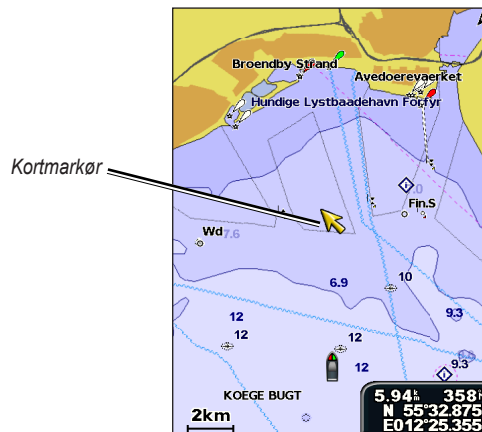 Broendby Strand
Avedoerevaerket
Hundige Lystbaadehavn Forfyr
Kortmarkør
Fin.S
Wd
7.6
10
6.9
9.3
12
12
12
12
9.3
KOEGE BUGT
2km
5.94 km 358°
N 55°32.875
E012°25.355